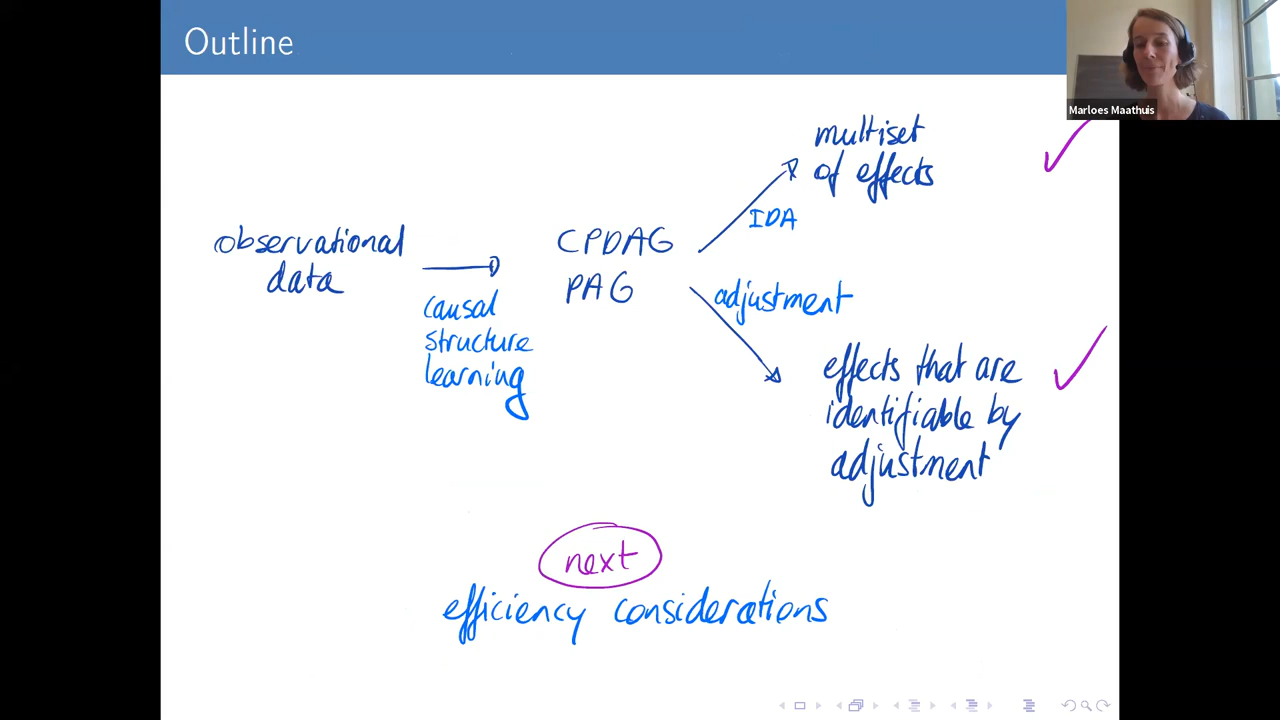 Outline
Marloes Maathuis
multiset
of effects
IDA
observational
data
causal
structure
learning
CPDAG
PAG
adjustment
effects that are
identifiable by
adjustment
next
efficiency considerations